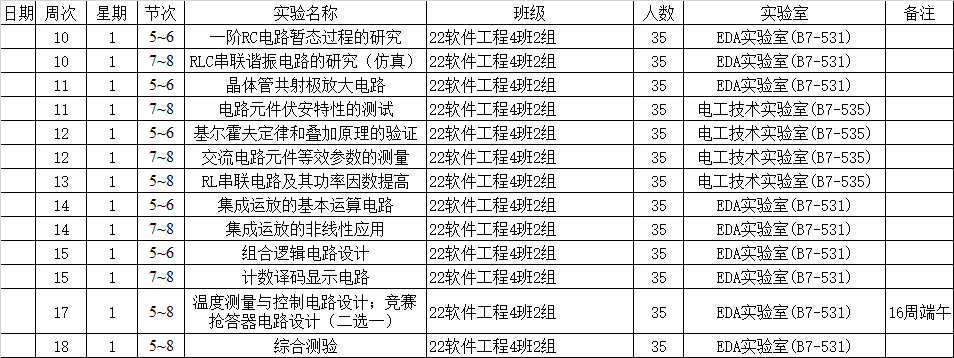 日期 周次 星期 节次 实验名称 班级 人数 实验室 备注
10 1 5~6 一阶RC电路暂态过程的研究 22软件工程4班2组 35 EDA实验室(B7-531)
10 1 7~8 RLC串联谐振电路的研究（仿真） 22软件工程4班2组 35 EDA实验室(B7-531)
11 1 5~6 晶体管共射极放大电路 22软件工程4班2组 35 EDA实验室(B7-531)
11 1 7~8 电路元件伏安特性的测试 22软件工程4班2组 35 电工技术实验室(B7-535)
12 1 5~6 基尔霍夫定律和叠加原理的验证 22软件工程4班2组 35 电工技术实验室(B7-535)
12 1 7~8 交流电路元件等效参数的测量 22软件工程4班2组 35 电工技术实验室(B7-535)
13 1 5~8 RL串联电路及其功率因数提高 22软件工程4班2组 35 电工技术实验室(B7-535)
14 1 5~6 集成运放的基本运算电路 22软件工程4班2组 35 EDA实验室(B7-531)
14 1 7~8 集成运放的非线性应用 22软件工程4班2组 35 EDA实验室(B7-531)
15 1 5~6 组合逻辑电路设计 22软件工程4班2组 35 EDA实验室(B7-531)
15 1 7~8 计数译码显示电路 22软件工程4班2组 35 EDA实验室(B7-531)
17 1 5~8 温度测量与控制电路设计；竞赛 22软件工程4班2组 35 EDA实验室(B7-531) 16周端午
抢答器电路设计（二选一）
18 1 5~8 综合测验 22软件工程4班2组 35 EDA实验室(B7-531)